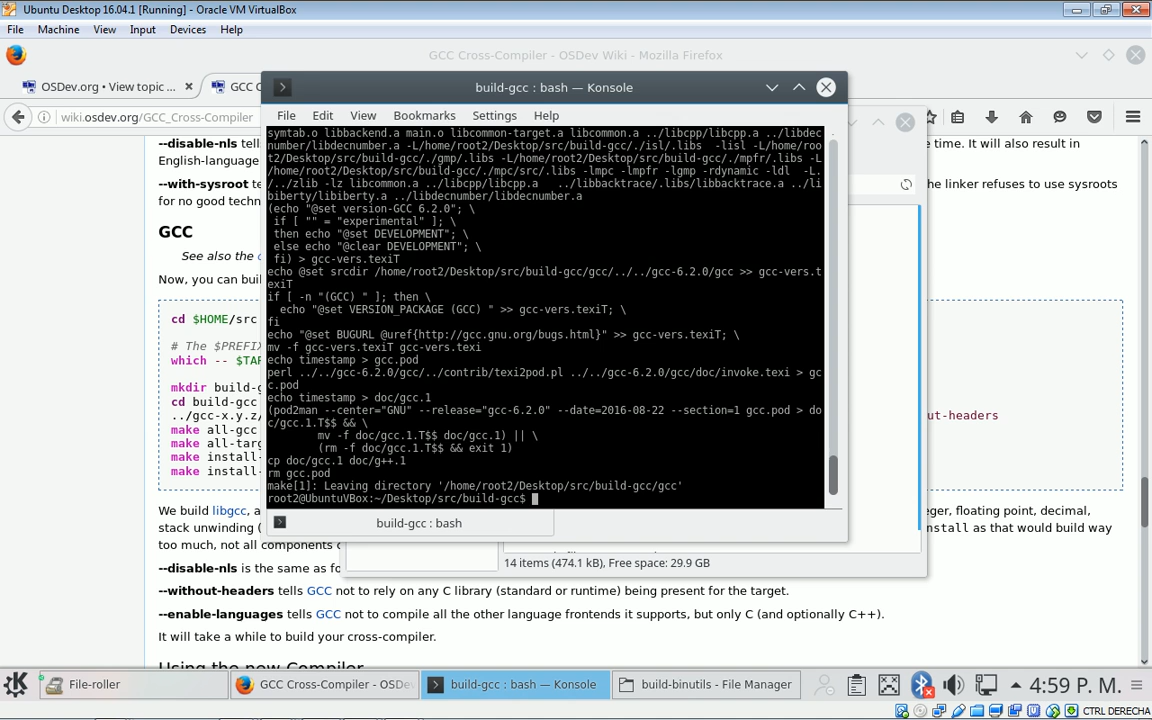 Ubuntu Desktop 16.04.1 [Running] - Oracle VM VirtualBox
File Machine View Input Devices Help
GCC Cross-Compiler - OSDev Wiki - Mozilla Firefox
OSDev.org • View topic ...
GCC C
wiki.osdev.org/GCC_Cross-Compiler
build-gcc : bash — Konsole
File Edit View Bookmarks Settings Help
symtab.o libbackend.a main.o libcommon-target.a libcommon.a ../libcpp/libcpp.a ../libdec
number/libdecnumber.a -L/home/root2/Desktop/src/build-gcc/./isl/.libs -lisl -L/home/roo
t2/Desktop/src/build-gcc/./gmp/.libs -L/home/root2/Desktop/src/build-gcc/./mpfr/.libs -L
/home/root2/Desktop/src/build-gcc/./mpc/src/.libs -lmpc -lmpfr -lgmp -rdynamic -ldl -L.
/../zlib -lz libcommon.a ../libcpp/libcpp.a ../libbacktrace/.libs/libbacktrace.a ../li
biberty/libiberty.a ../libdecnumber/libdecnumber.a
(echo "@set version-GCC 6.2.0"; \
if [ "" = "experimental" ]; \
then echo "@set DEVELOPMENT"; \
else echo "@clear DEVELOPMENT"; \
fi) > gcc-vers.texiT
echo @set srcdir /home/root2/Desktop/src/build-gcc/gcc/../../gcc-6.2.0/gcc >> gcc-vers.t
exiT
if [ -n "(GCC) " ]; then \
echo "@set VERSION_PACKAGE (GCC) " >> gcc-vers.texiT; \
fi
echo "@set BUGURL @uref{http://gcc.gnu.org/bugs.html}" >> gcc-vers.texiT; \
mv -f gcc-vers.texiT gcc-vers.texi
echo timestamp > gcc.pod
perl ../../gcc-6.2.0/gcc/../contrib/texi2pod.pl ../../gcc-6.2.0/gcc/doc/invoke.texi > gc
c.pod
echo timestamp > doc/gcc.1
(pod2man --center="GNU" --release="gcc-6.2.0" --date=2016-08-22 --section=1 gcc.pod > do
c/gcc.1.T$$ && \
mv -f doc/gcc.1.T$$ doc/gcc.1) || \
(rm -f doc/gcc.1.T$$ && exit 1)
cp doc/gcc.1 doc/g++.1
rm gcc.pod
make[1]: Leaving directory '/home/root2/Desktop/src/build-gcc/gcc'
root2@UbuntuVBox:~/Desktop/src/build-gcc$
build-gcc : bash
--disable-nls tell
e time. It will also result in
English-language
--with-sysroot te
he linker refuses to use sysroots
for no good techn
GCC
See also the
Now, you can buil
cd $HOME/src
# The $PREFIX
which -- $TAR
mkdir build-g
cd build-gcc
../gcc-x.y.z/
ut-headers
make all-gcc
make all-targ
make install-
make install-
We build libgcc, a
eger, floating point, decimal,
stack unwinding (
nstall as that would build way
too much, not all components c
14 items (474.1 kB), Free space: 29.9 GB
--disable-nls is the same as fo
--without-headers tells GCC not to rely on any C library (standard or runtime) being present for the target.
--enable-languages tells GCC not to compile all the other language frontends it supports, but only C (and optionally C++).
It will take a while to build your cross-compiler.
Using the new Compiler
File-roller
GCC Cross-Compiler - OSDe
build-gcc : bash — Konsole
build-binutils - File Manager
4:59 P. M.
CTRL DERECHA